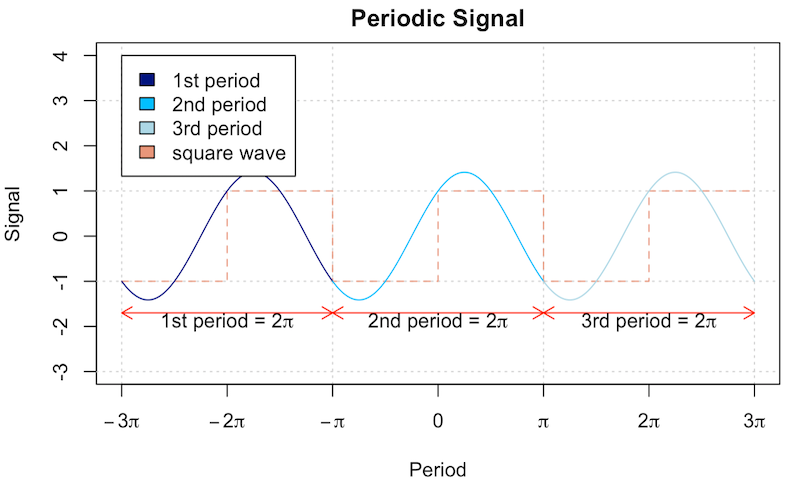 Periodic Signal
4
3
2
1
0
-1
-2
-3
Signal
1st period
2nd period
3rd period
square wave
1st period = 2π
2nd period = 2π
3rd period = 2π
−3π
−2π
−π
0
π
2π
3π
Period